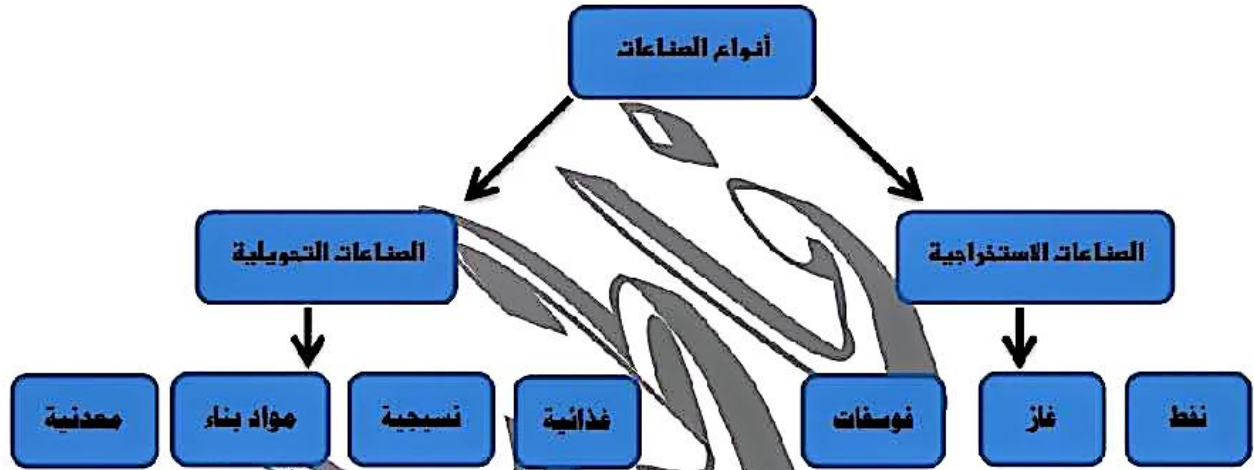 أنواع الصناعات
الصناعات الاستخراجية
الصناعات التحويلية
نفط
غاز
فوسفات
غذائية
نسيجية
مواد بناء
معدنية